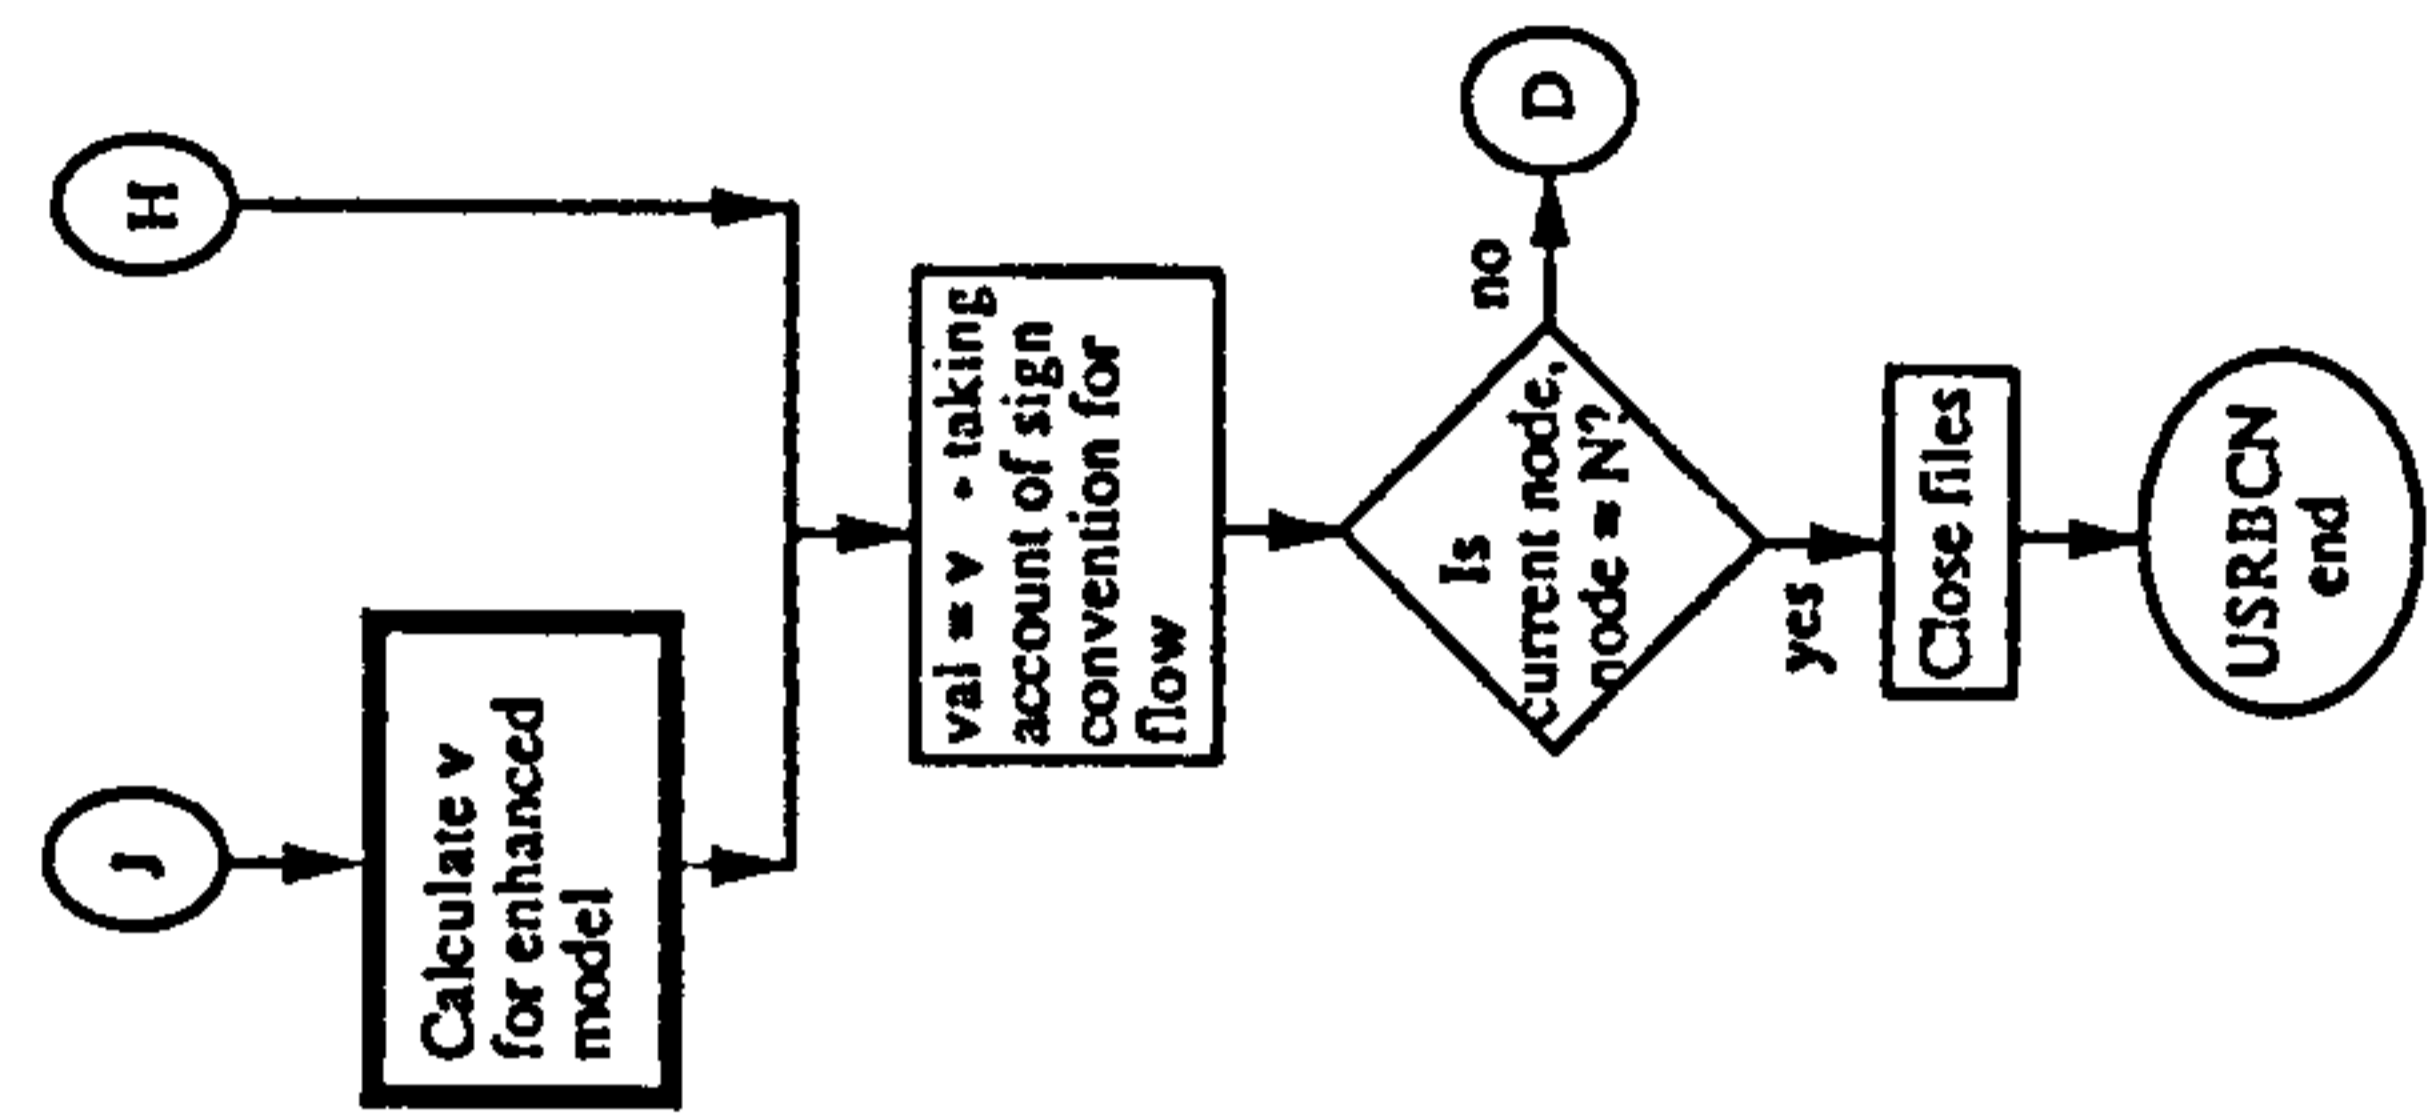 J
H
Calculate v
for enhanced
model
val = v - taking
account of sign
convention for
flow
Is
current node,
node = N?
no
D
yes
Close files
USRBCN
end